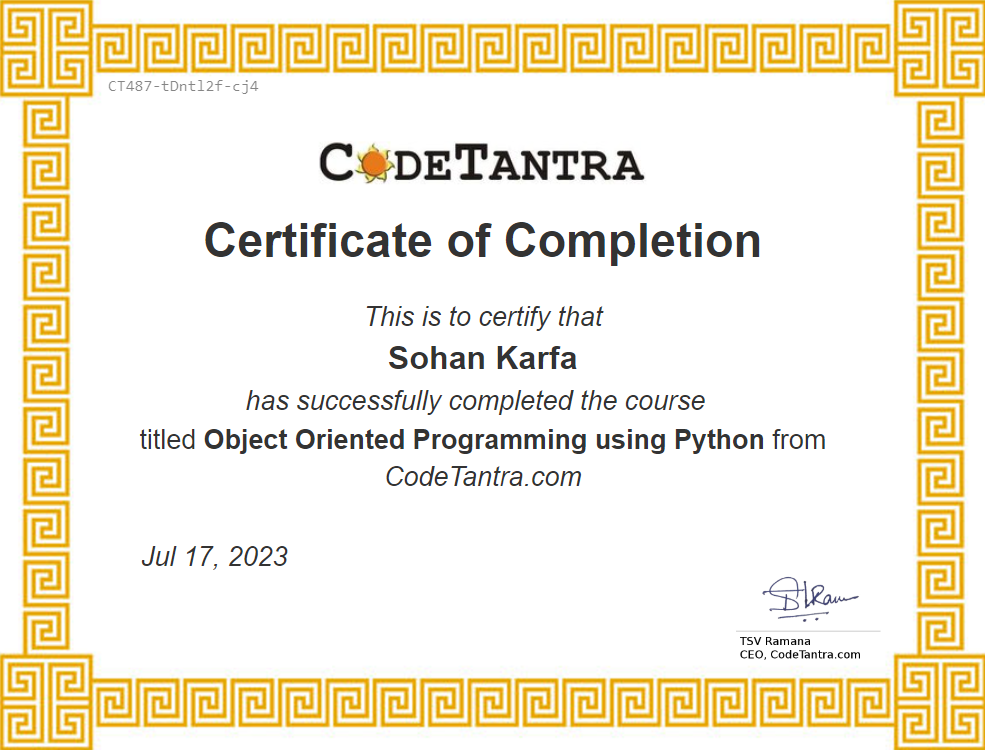 CT487-tDntl2f-cj4
CODETANTRA
Certificate of Completion
This is to certify that
Sohan Karfa
has successfully completed the course
titled Object Oriented Programming using Python from
CodeTantra.com
Jul 17, 2023
TSV Ramana
CEO, CodeTantra.com